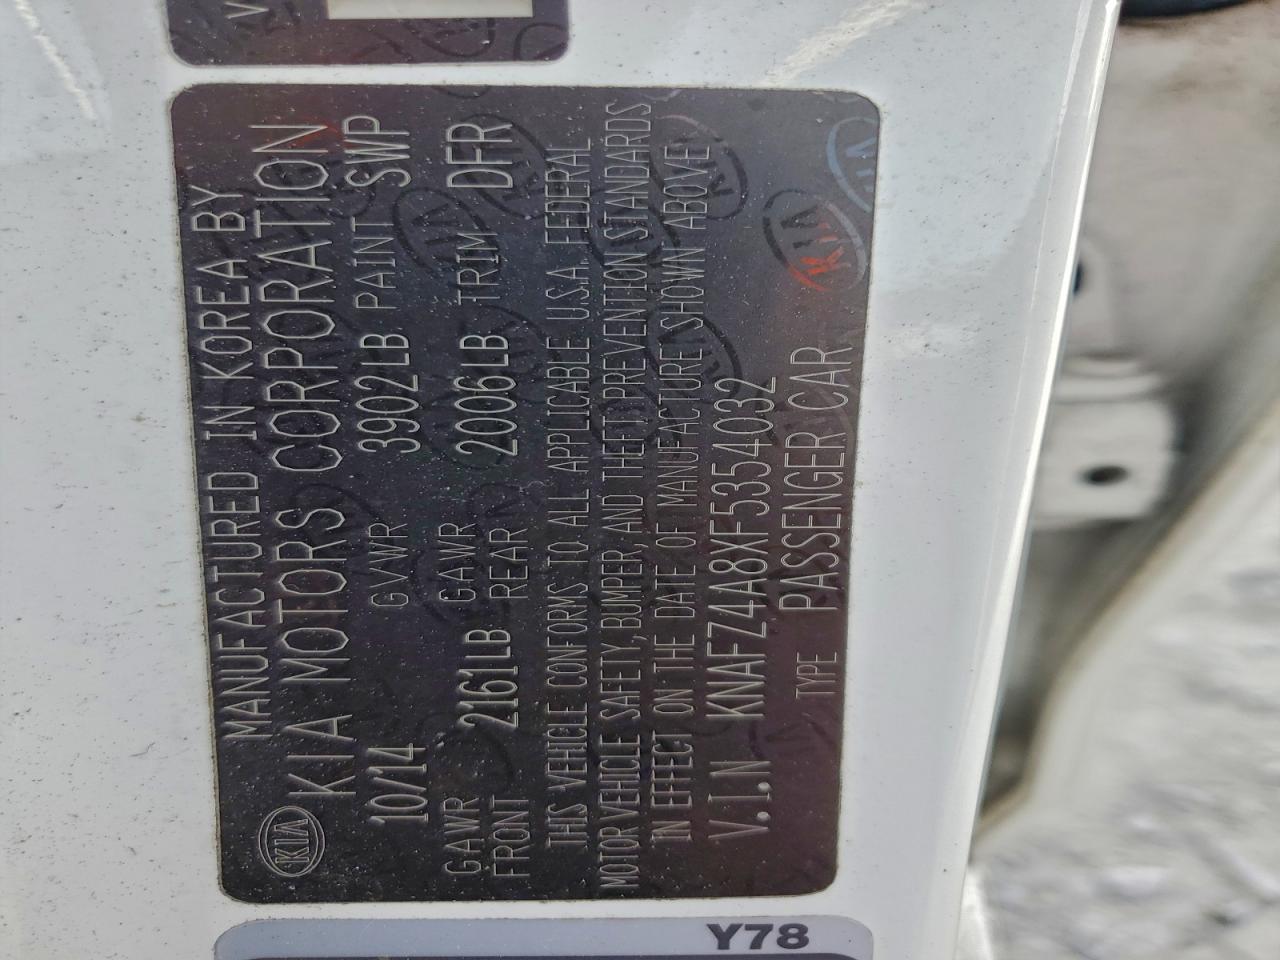 V
MANUFACTURED IN KOREA BY
KIA KIA MOTORS CORPORATION
10/14 GVWR 3902LB PAINT SWP
GAWR 2161LB GAWR 2006LB TRIM DFR
FRONT REAR
THIS VEHICLE CONFORMS TO ALL APPLICABLE U.S.A. FEDERAL
MOTOR VEHICLE SAFETY, BUMPER, AND THEFT PREVENTION STANDARDS
IN EFFECT ON THE DATE OF MANUFACTURE SHOWN ABOVE
V.I.N KNAFZ4A8XF5354032
TYPE PASSENGER CAR
Y78